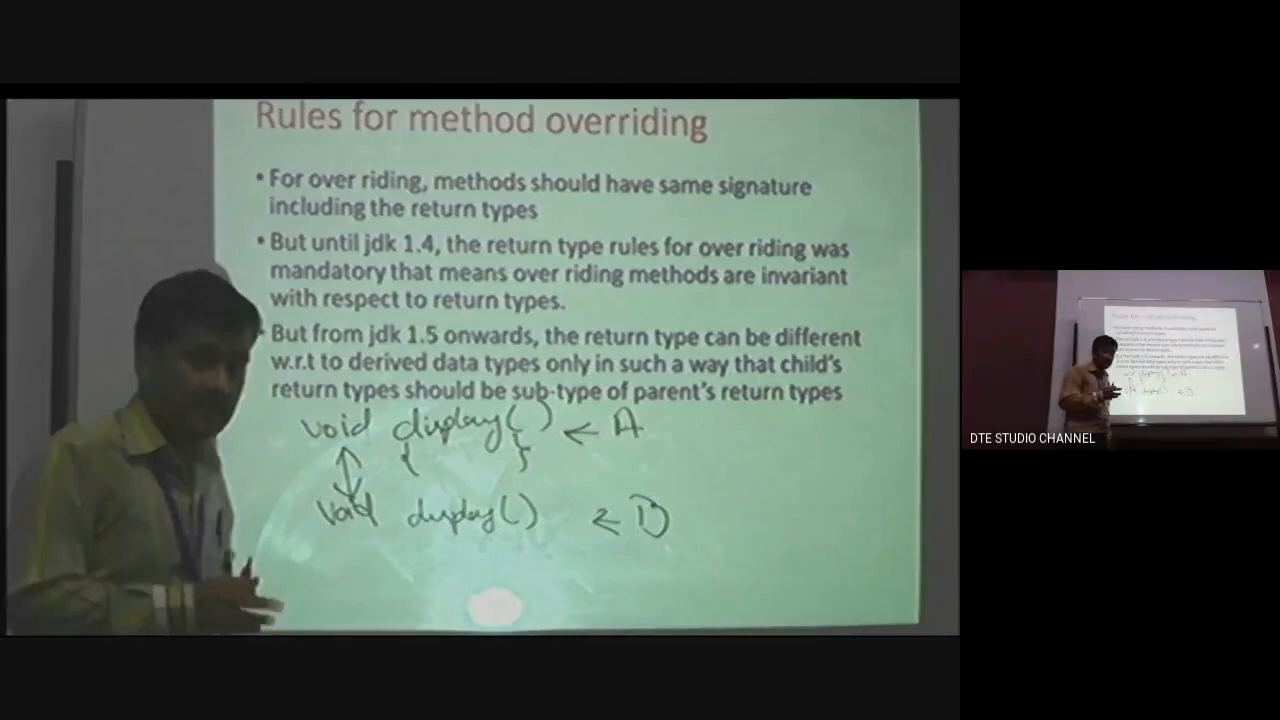 Rules for method overriding
• For over riding, methods should have same signature
including the return types
• But until jdk 1.4, the return type rules for over riding was
mandatory that means over riding methods are invariant
with respect to return types.
• But from jdk 1.5 onwards, the return type can be different
w.r.t to derived data types only in such a way that child's
return types should be sub-type of parent's return types
void display() ← A
{ }
void display() ← B
DTE STUDIO CHANNEL